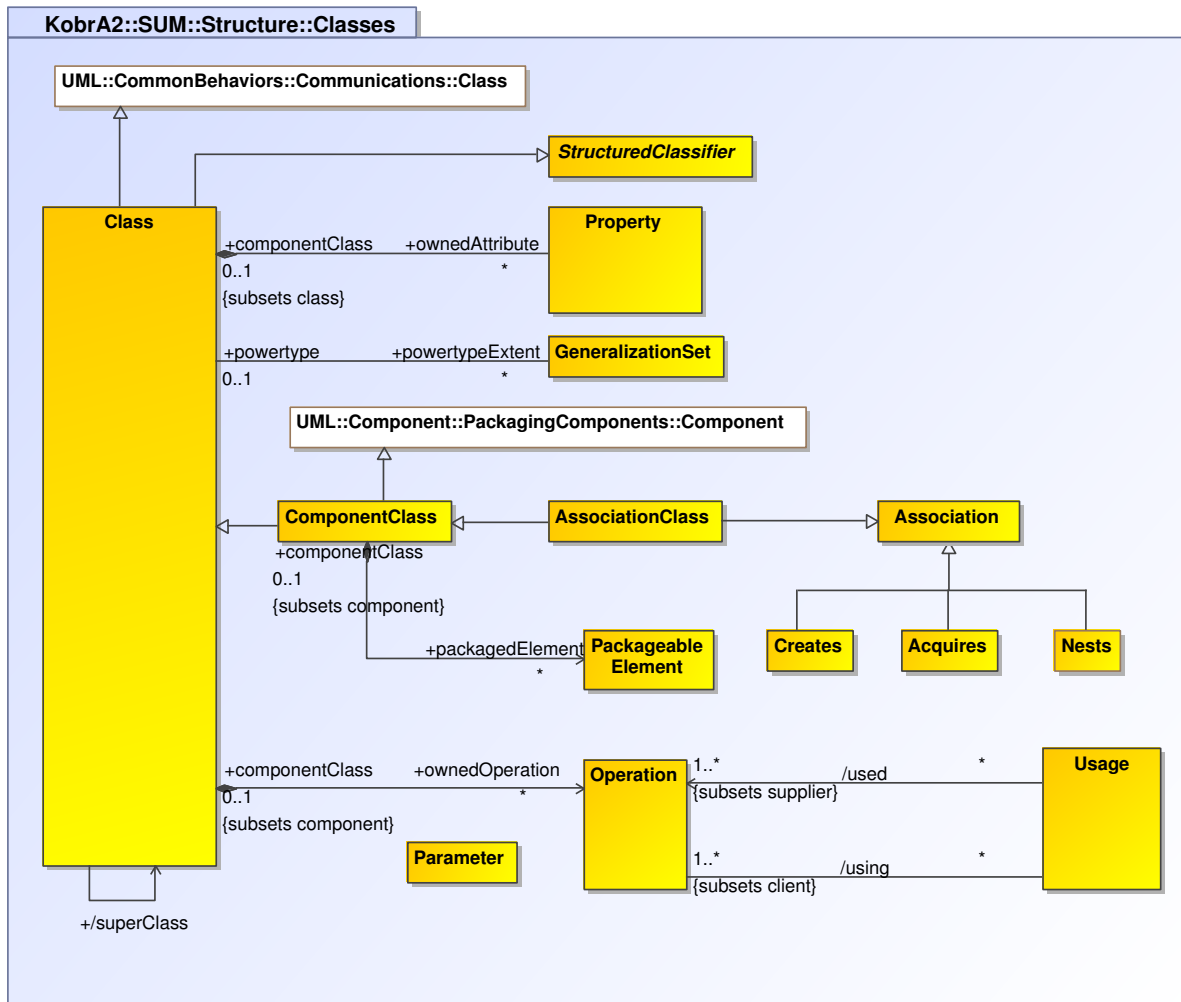 KobrA2::SUM::Structure::Classes
UML::CommonBehaviors::Communications::Class
StructuredClassifier
Class
+componentClass
+ownedAttribute
Property
0..1
*
{subsets class}
+powertype
+powertypeExtent
GeneralizationSet
0..1
*
UML::Component::PackagingComponents::Component
ComponentClass
AssociationClass
Association
+componentClass
0..1
{subsets component}
+packagedElement
*
Packageable
Element
Creates
Acquires
Nests
+componentClass
+ownedOperation
0..1
*
{subsets component}
Operation
1..*
/used
*
{subsets supplier}
Usage
Parameter
1..*
/using
*
{subsets client}
+/superClass